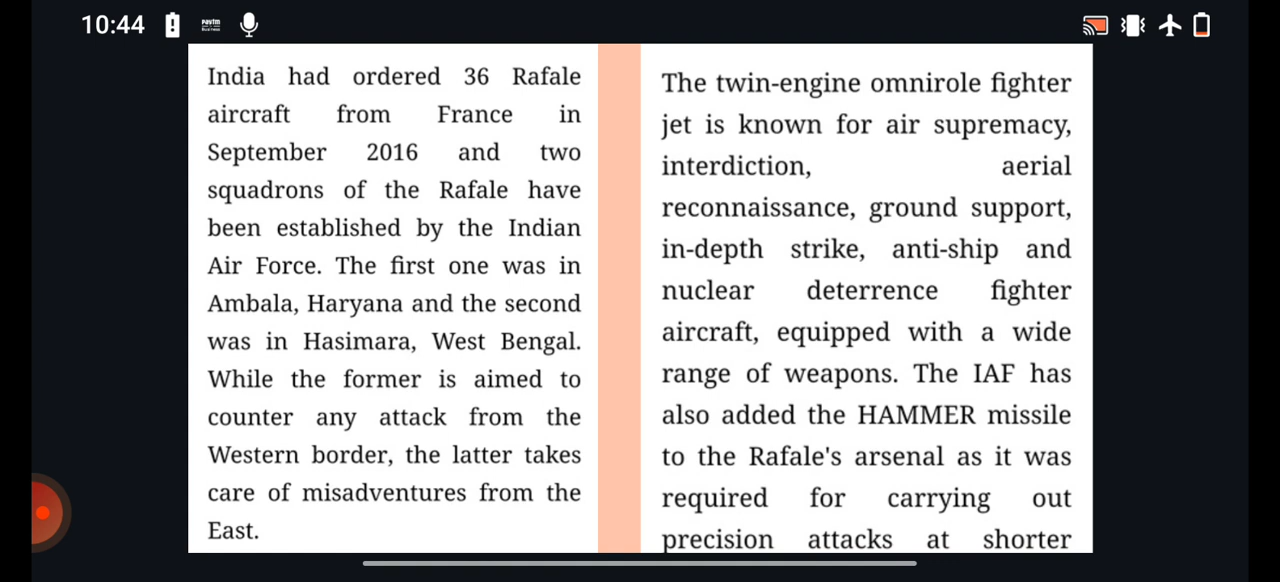 10:44
paytm
India had ordered 36 Rafale
aircraft from France in
September 2016 and two
squadrons of the Rafale have
been established by the Indian
Air Force. The first one was in
Ambala, Haryana and the second
was in Hasimara, West Bengal.
While the former is aimed to
counter any attack from the
Western border, the latter takes
care of misadventures from the
East.
The twin-engine omnirole fighter
jet is known for air supremacy,
interdiction, aerial
reconnaissance, ground support,
in-depth strike, anti-ship and
nuclear deterrence fighter
aircraft, equipped with a wide
range of weapons. The IAF has
also added the HAMMER missile
to the Rafale's arsenal as it was
required for carrying out
precision attacks at shorter